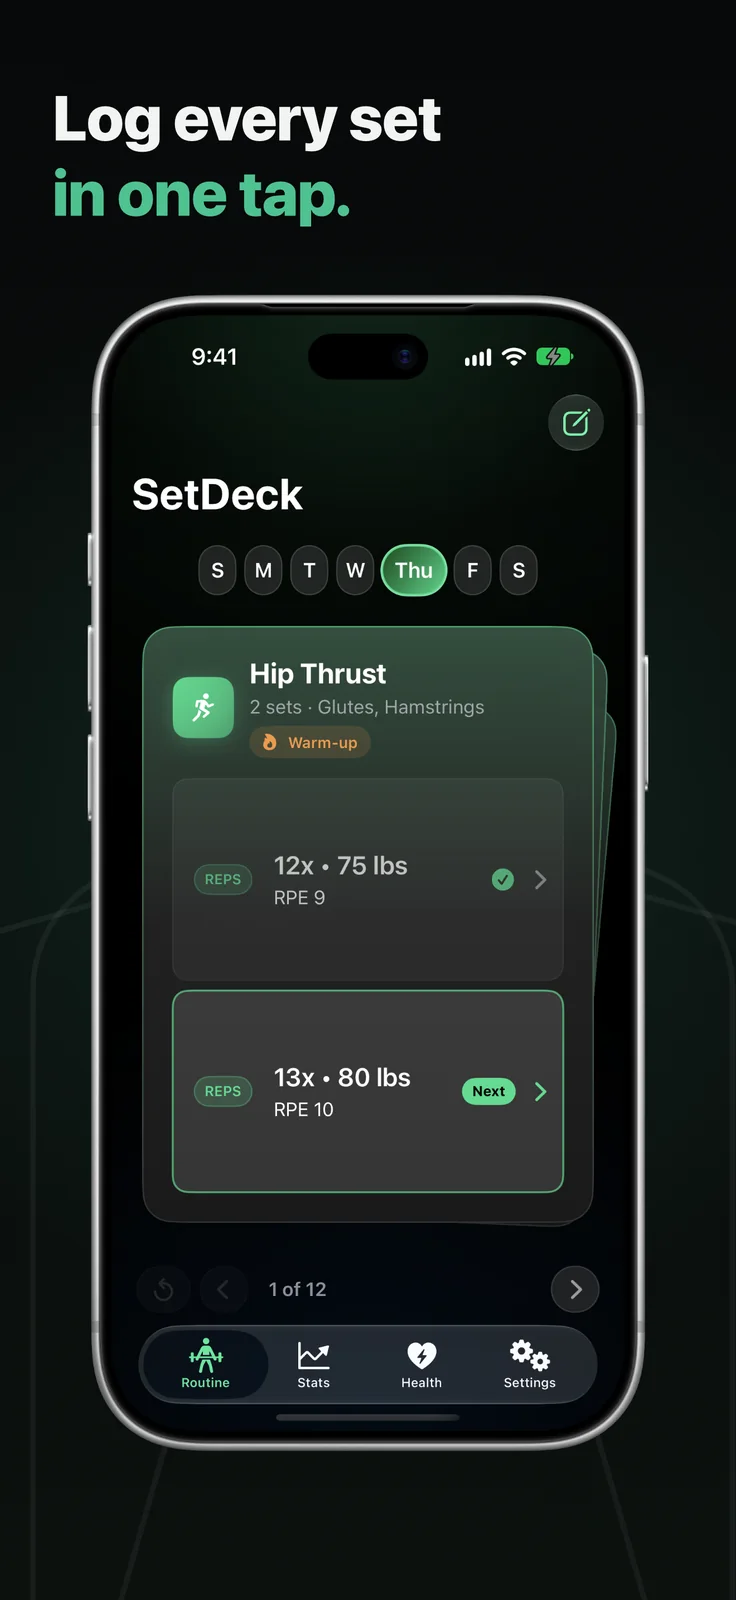 Log every set
in one tap.
9:41
SetDeck
S M T W Thu F S
Hip Thrust
2 sets · Glutes, Hamstrings
Warm-up
REPS
12x • 75 lbs
RPE 9
REPS
13x • 80 lbs
RPE 10
Next
1 of 12
Routine Stats Health Settings